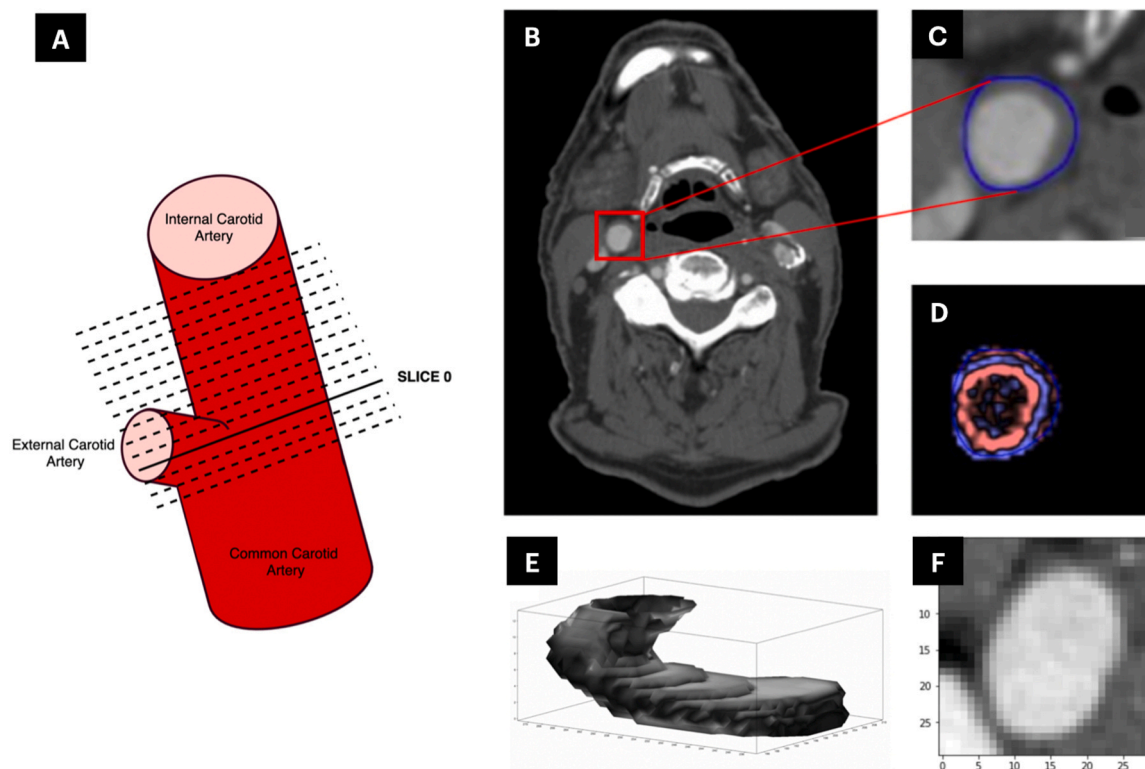 A
Internal Carotid
Artery
SLICE 0
External Carotid
Artery
Common Carotid
Artery
B
C
D
E
F
10
15
20
25
0
5
10
15
20
25